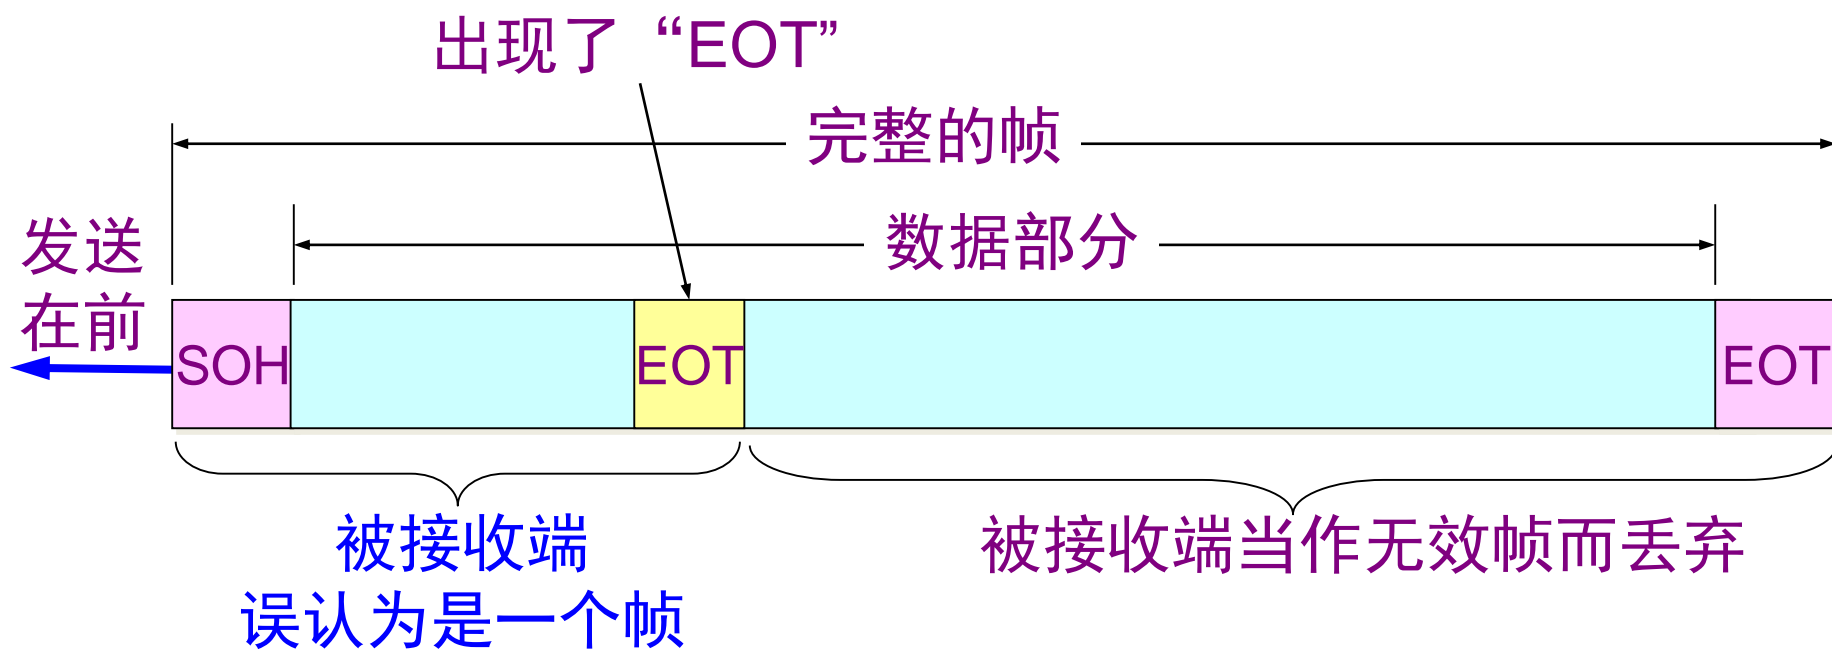 出现了“EOT”
完整的帧
数据部分
发送
在前
SOH
EOT
EOT
被接收端
误认为是一个帧
被接收端当作无效帧而丢弃